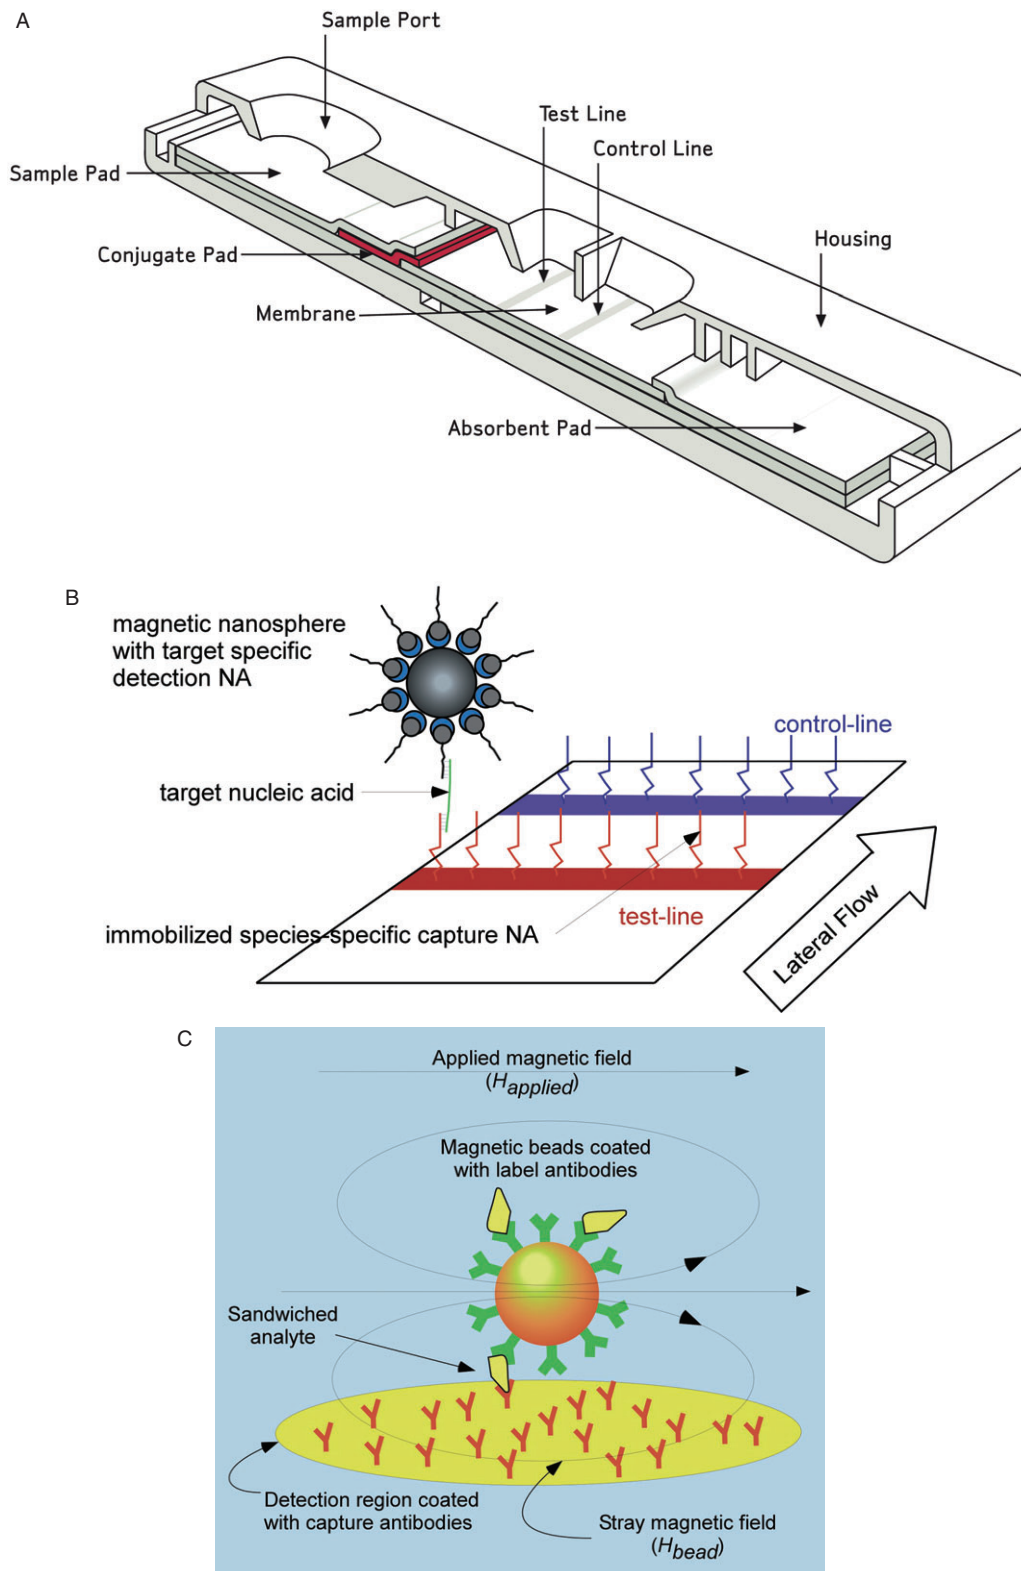 A
Sample Port
Test Line
Control Line
Sample Pad
Housing
Conjugate Pad
Membrane
Absorbent Pad
B
magnetic nanosphere
with target specific
detection NA
control-line
target nucleic acid
test-line
immobilized species-specific capture NA
Lateral Flow
C
Applied magnetic field
(Happlied)
Magnetic beads coated
with label antibodies
Sandwiched
analyte
Detection region coated
with capture antibodies
Stray magnetic field
(Hbead)